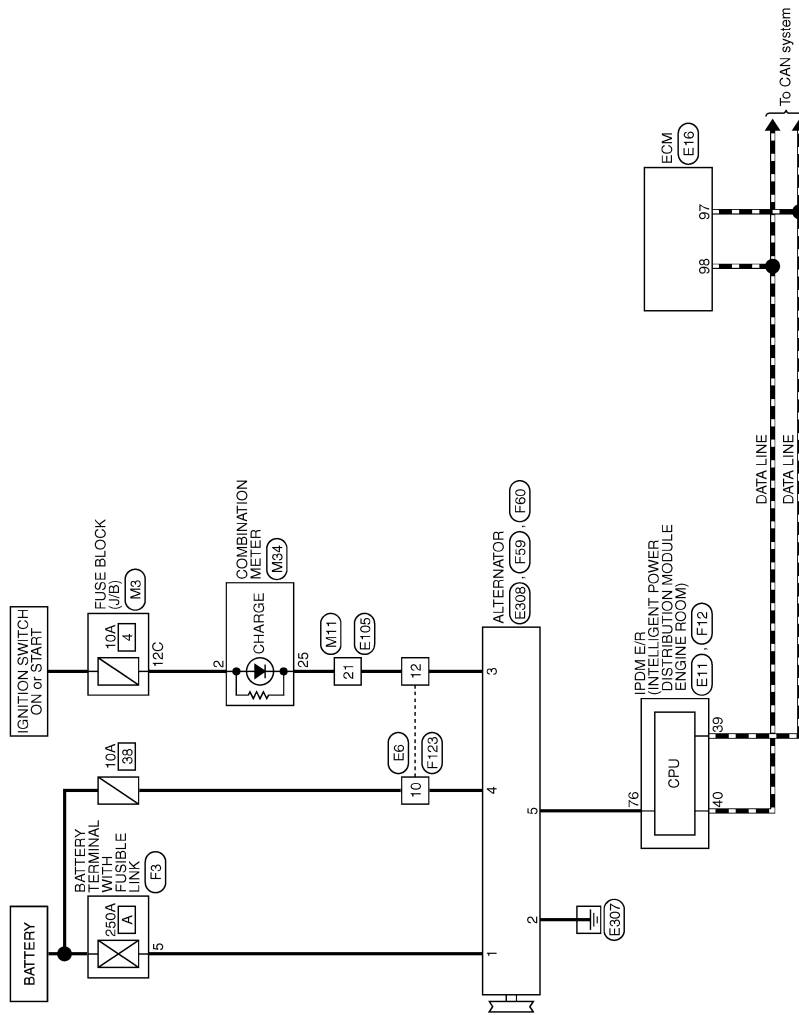 BATTERY
IGNITION SWITCH
ON or START
250A
A
BATTERY
TERMINAL
WITH
FUSIBLE
LINK
F3
5
10A
38
10A
4
FUSE BLOCK
(J/B)
M3
12C
2
CHARGE
COMBINATION
METER
M34
25
21
M11
E105
10
E6
F123
12
1
4
3
ALTERNATOR
E308 , F59 , F60
2
5
E307
76
CPU
IPDM E/R
(INTELLIGENT POWER
DISTRIBUTION MODULE
ENGINE ROOM)
E11 , F12
40
39
DATA LINE
DATA LINE
ECM
E16
98
97
To CAN system